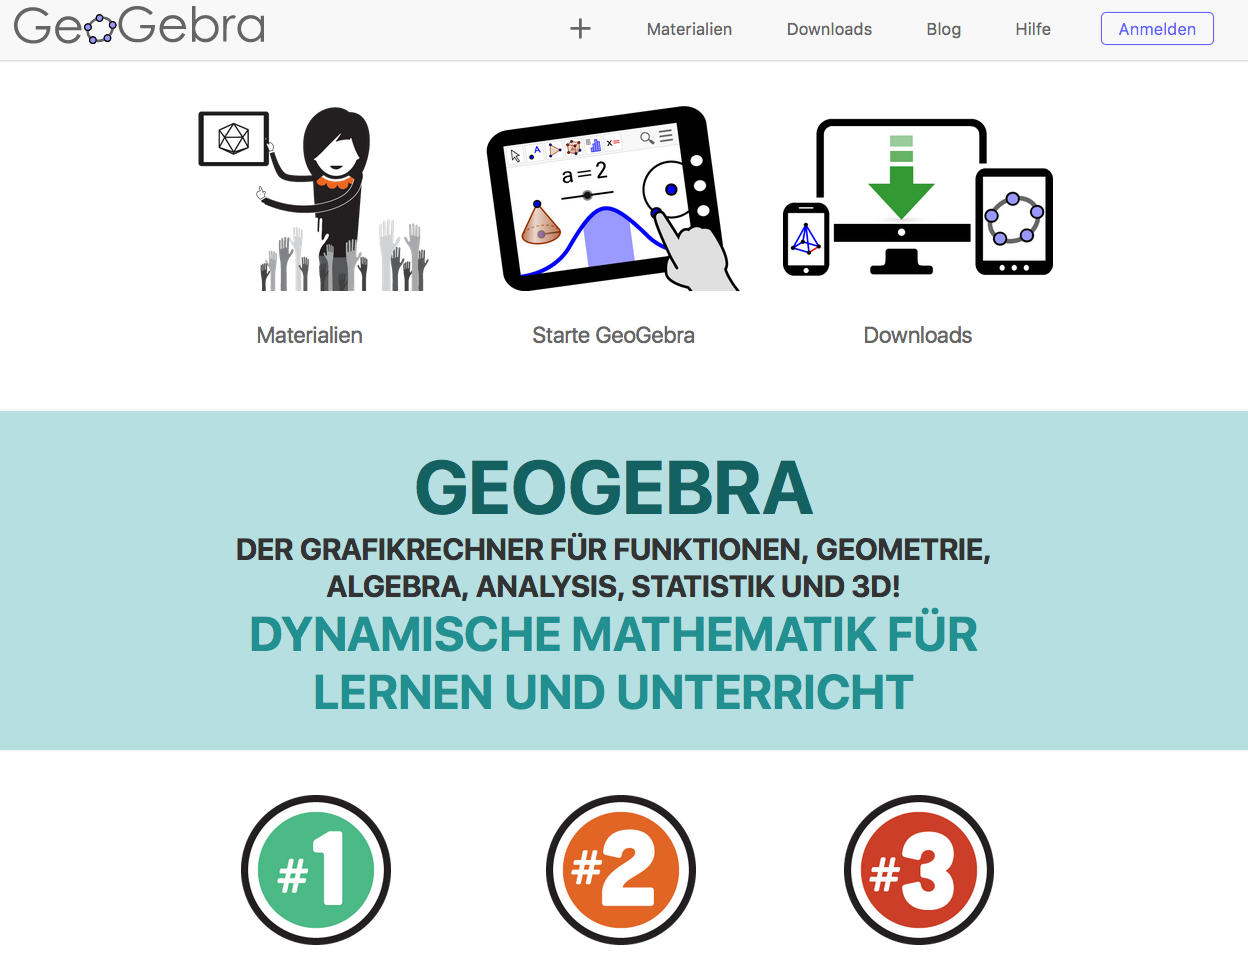 GeoGebra
+ Materialien Downloads Blog Hilfe Anmelden
A x=
a=2
Materialien Starte GeoGebra Downloads
GEOGEBRA
DER GRAFIKRECHNER FÜR FUNKTIONEN, GEOMETRIE,
ALGEBRA, ANALYSIS, STATISTIK UND 3D!
DYNAMISCHE MATHEMATIK FÜR
LERNEN UND UNTERRICHT
#1 #2 #3